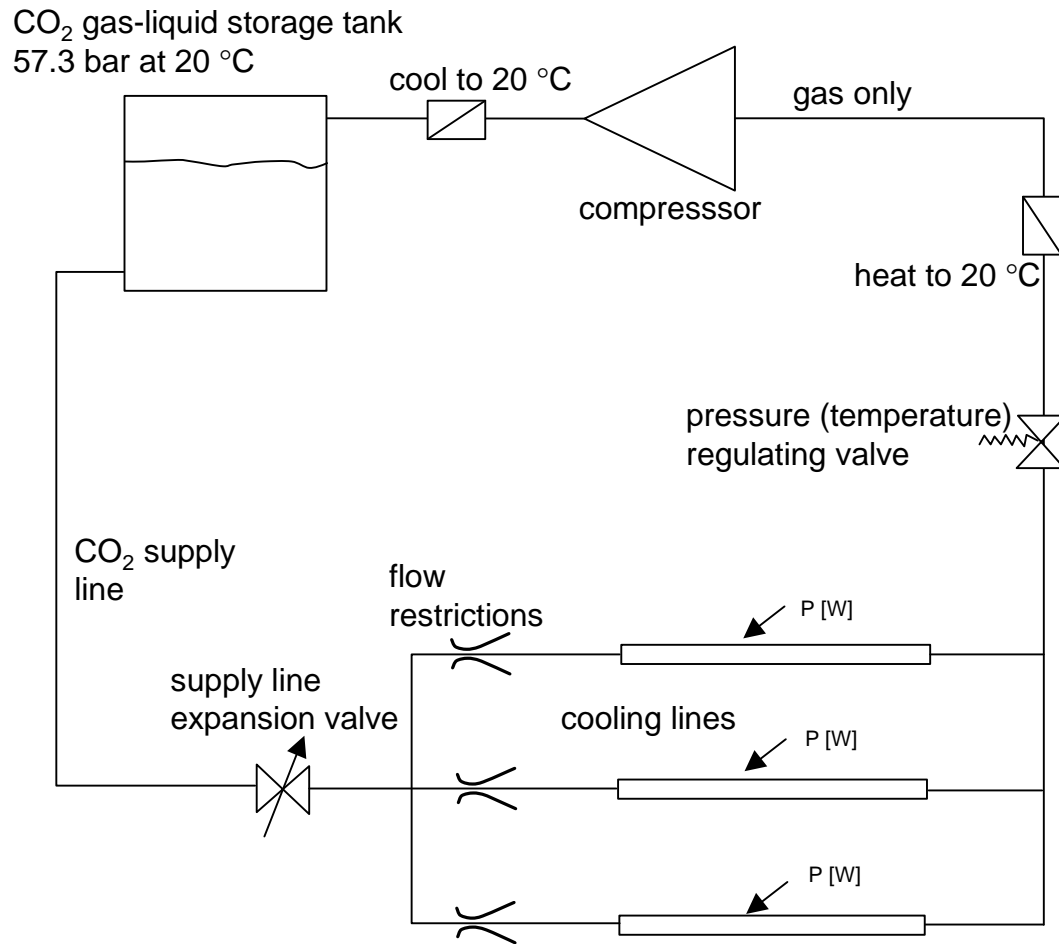 CO₂ gas-liquid storage tank
57.3 bar at 20 °C
cool to 20 °C
gas only
compresssor
heat to 20 °C
pressure (temperature)
regulating valve
CO₂ supply
line
flow
restrictions
P [W]
supply line
expansion valve
cooling lines
P [W]
P [W]